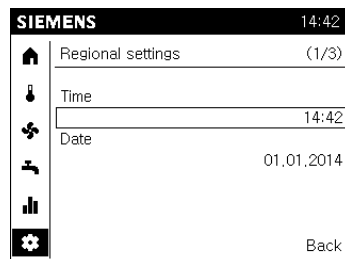 SIEMENS 14:42
Regional settings (1/3)
Time
14:42
Date
01.01.2014
Back